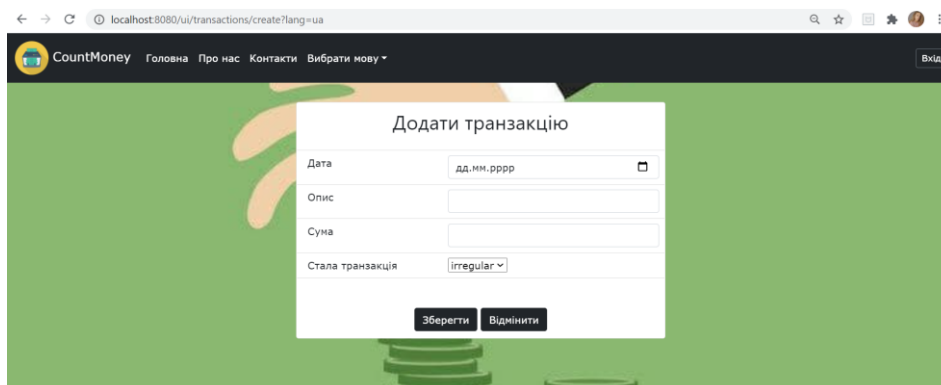 localhost:8080/ui/transactions/create?lang=ua
CountMoney Головна Про нас Контакти Вибрати мову Вхід
Додати транзакцію
Дата дд.мм.рррр
Опис
Сума
Стала транзакція irregular
Зберегти Відмінити